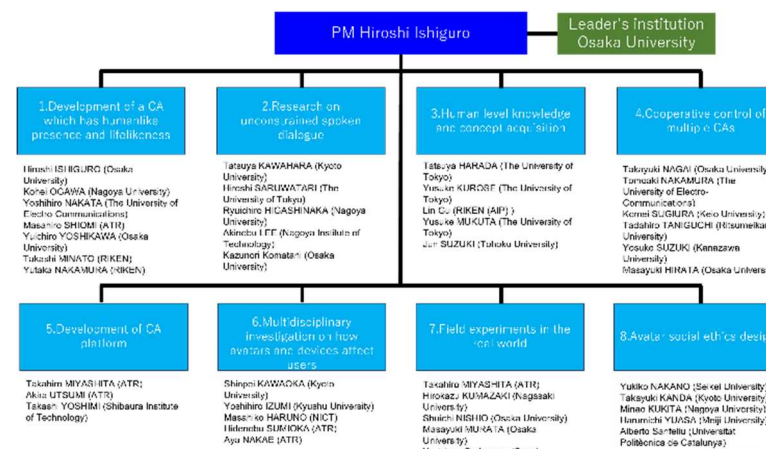 PM Hiroshi Ishiguro
Leader's institution
Osaka University
1.Development of a CA
which has humanlike
presence and lifelikeness
Hiroshi ISHIGURO (Osaka
University)
Kohei OGAWA (Nagoya University)
Yoshihiro NAKATA (The University of
Electro Communications)
Masahiro SHIOMI (ATR)
Yuichiro YOSHIKAWA (Osaka
University)
Takashi MINATO (RIKEN)
Yutaka NAKAMURA (RIKEN)
2.Research on
unconstrained spoken
dialogue
Tatsuya KAWAHARA (Kyoto
University)
Hiroshi SARUWATARI (The
University of Tokyo)
Ryuichiro HIGASHINAKA (Nagoya
University)
Akinobu LEE (Nagoya Institute of
Technology)
Kazunori Komatani (Osaka
University)
3.Human level knowledge
and concept acquisition
Tatsuya HARADA (The University of
Tokyo)
Yusuke KUROSE (The University of
Tokyo)
Lin Gu (RIKEN (AIP) )
Yusuke MUKUTA (The University of
Tokyo)
Jun SUZUKI (Tohoku University)
4.Cooperative control of
multiple CAs
Takayuki NAGAI (Osaka University
Tomoaki NAKAMURA (The
University of Electro-
Communications)
Komei SUGIURA (Keio University)
Tadahiro TANIGUCHI (Ritsumeikan
University)
Yosuke SUZUKI (Kanazawa
University)
Masayuki HIRATA (Osaka Universi
5.Development of CA
platform
Takahiro MIYASHITA (ATR)
Akira UTSUMI (ATR)
Takashi YOSHIMI (Shibaura Institute
of Technology)
6.Multidisciplinary
investigation on how
avatars and devices affect
users
Shinpei KAWAOKA (Kyoto
University)
Yoshihiro IZUMI (Kyushu University)
Masahiko HARUNO (NICT)
Hidenobu SUMIOKA (ATR)
Aya NAKAE (ATR)
7.Field experiments in the
real world
Takahiro MIYASHITA (ATR)
Hirokazu KUMAZAKI (Nagasaki
University)
Shuichi NISHIO (Osaka University)
Masayuki MURATA (Osaka
University)
8.Avatar social ethics desig
Yukiko NAKANO (Seikei University)
Takayuki KANDA (Kyoto University)
Minao KUKITA (Nagoya University)
Harumichi YUASA (Meiji University)
Alberto Sanfeliu (Universitat
Politècnica de Catalunya)